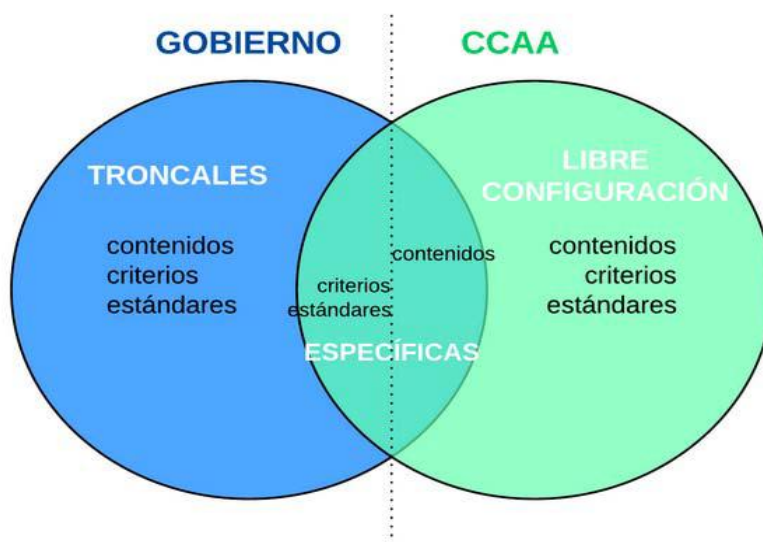 GOBIERNO
CCAA
TRONCALES
contenidos
criterios
estándares
contenidos
criterios
estándares
ESPECÍFICAS
LIBRE
CONFIGURACIÓN
contenidos
criterios
estándares